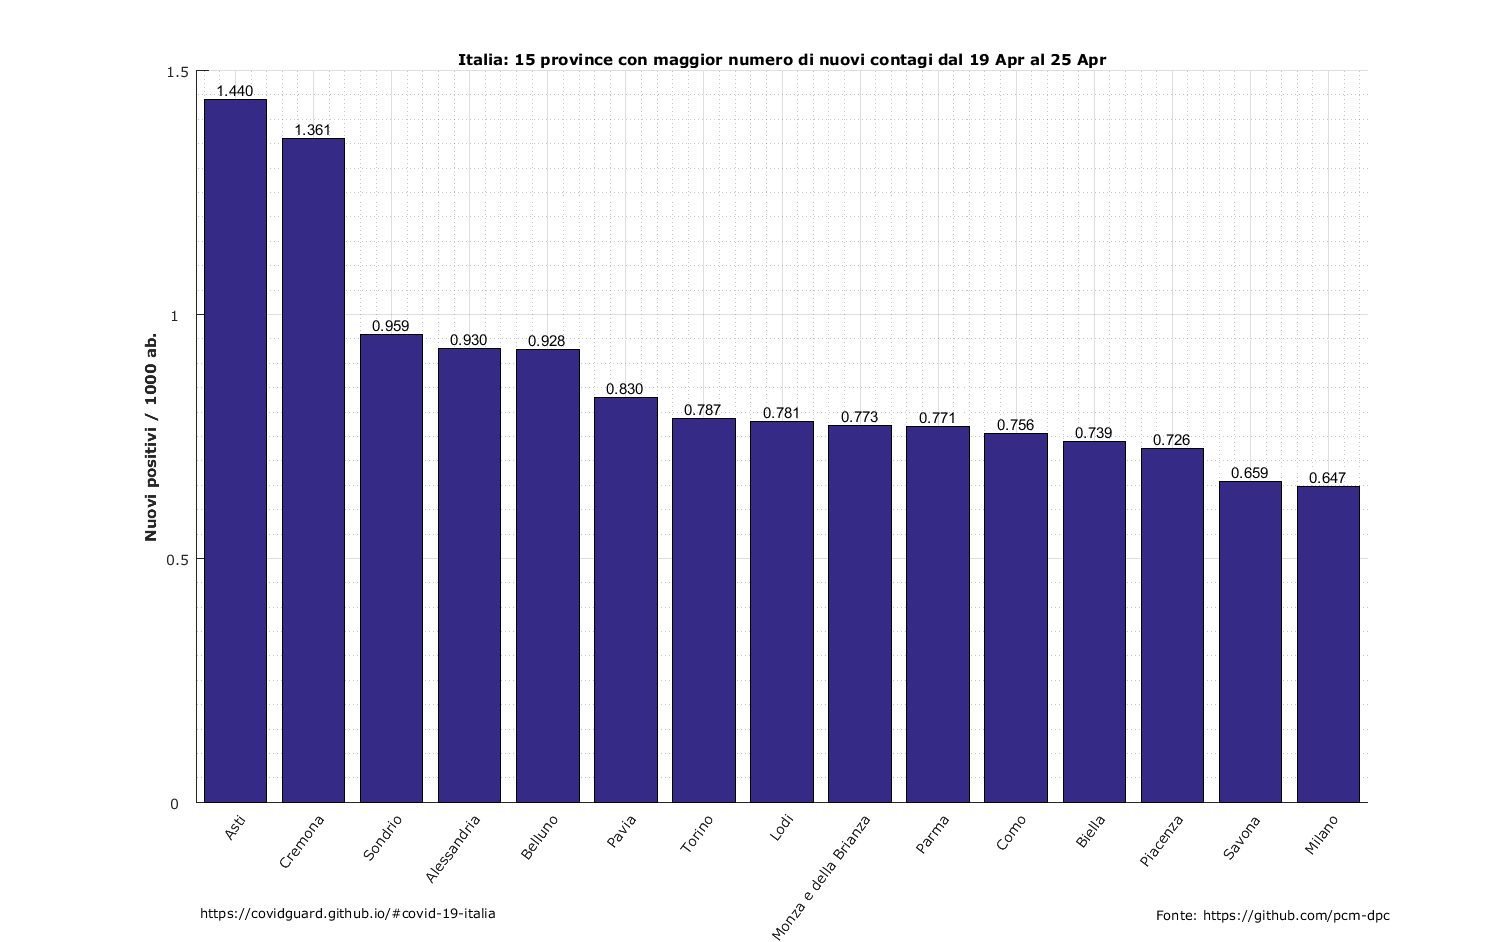 Italia: 15 province con maggior numero di nuovi contagi dal 19 Apr al 25 Apr
Nuovi positivi / 1000 ab.
1.5
1
0.5
0
1.440
1.361
0.959
0.930
0.928
0.830
0.787
0.781
0.773
0.771
0.756
0.739
0.726
0.659
0.647
Asti
Cremona
Sondrio
Alessandria
Belluno
Pavia
Torino
Lodi
Monza e della Brianza
Parma
Como
Biella
Piacenza
Savona
Milano
https://covidguard.github.io/#covid-19-italia
Fonte: https://github.com/pcm-dpc